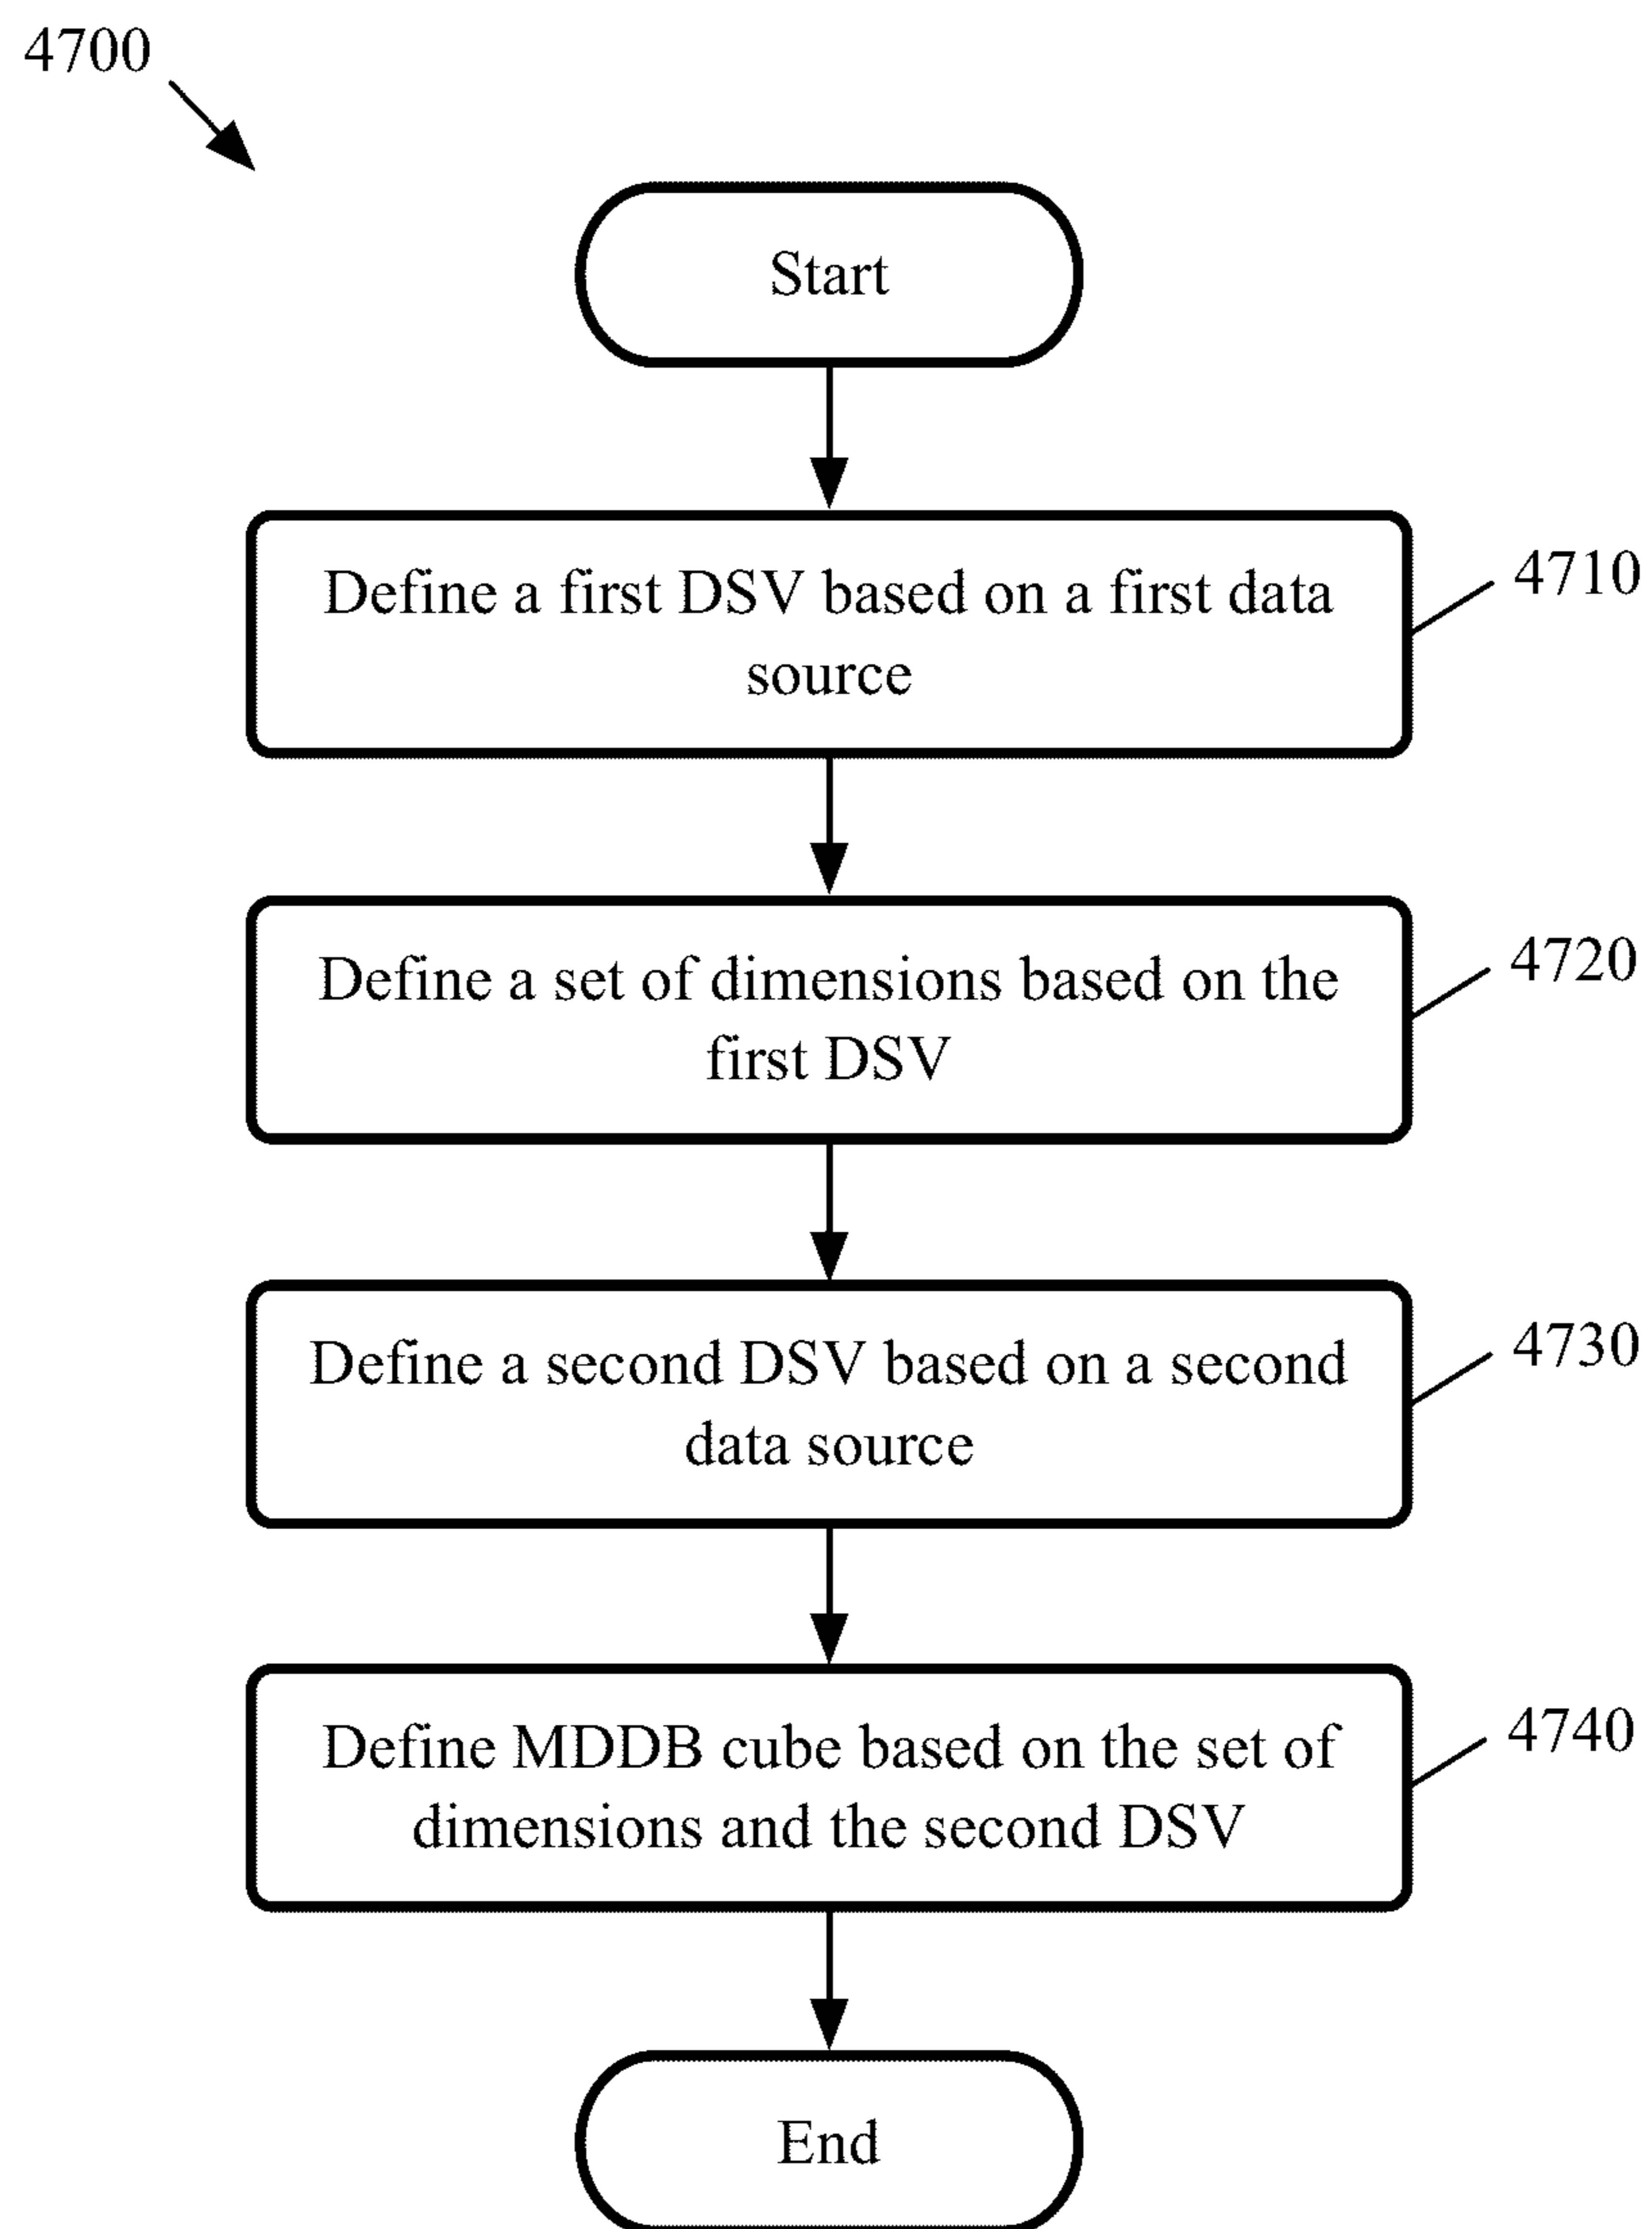 4700
Start
Define a first DSV based on a first data
source
4710
Define a set of dimensions based on the
first DSV
4720
Define a second DSV based on a second
data source
4730
Define MDDB cube based on the set of
dimensions and the second DSV
4740
End